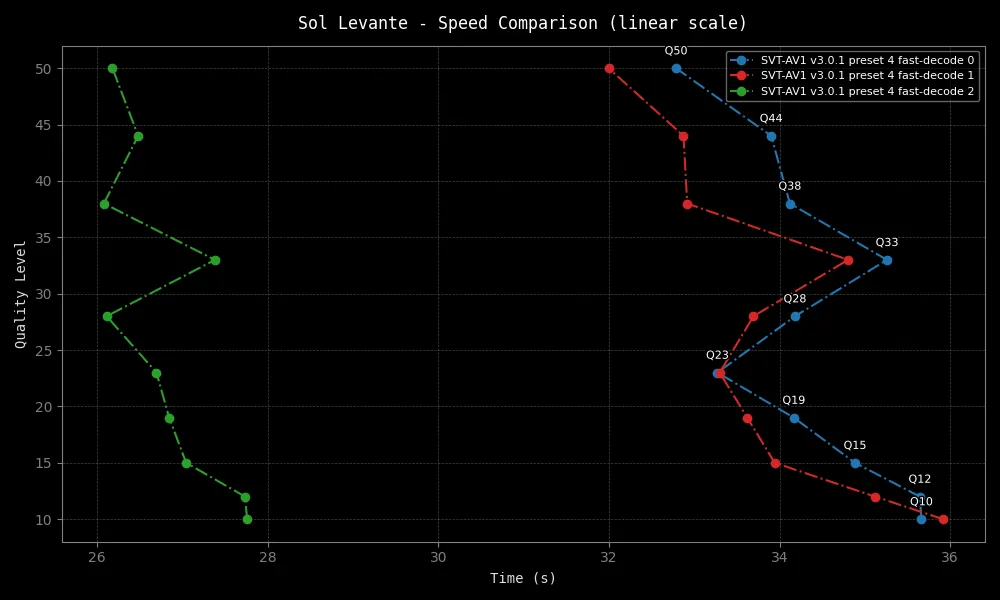 Sol Levante - Speed Comparison (linear scale)
SVT-AV1 v3.0.1 preset 4 fast-decode 0
SVT-AV1 v3.0.1 preset 4 fast-decode 1
SVT-AV1 v3.0.1 preset 4 fast-decode 2
Q50
Q44
Q38
Q33
Q28
Q23
Q19
Q15
Q12
Q10
Quality Level
50
45
40
35
30
25
20
15
10
26 28 30 32 34 36
Time (s)